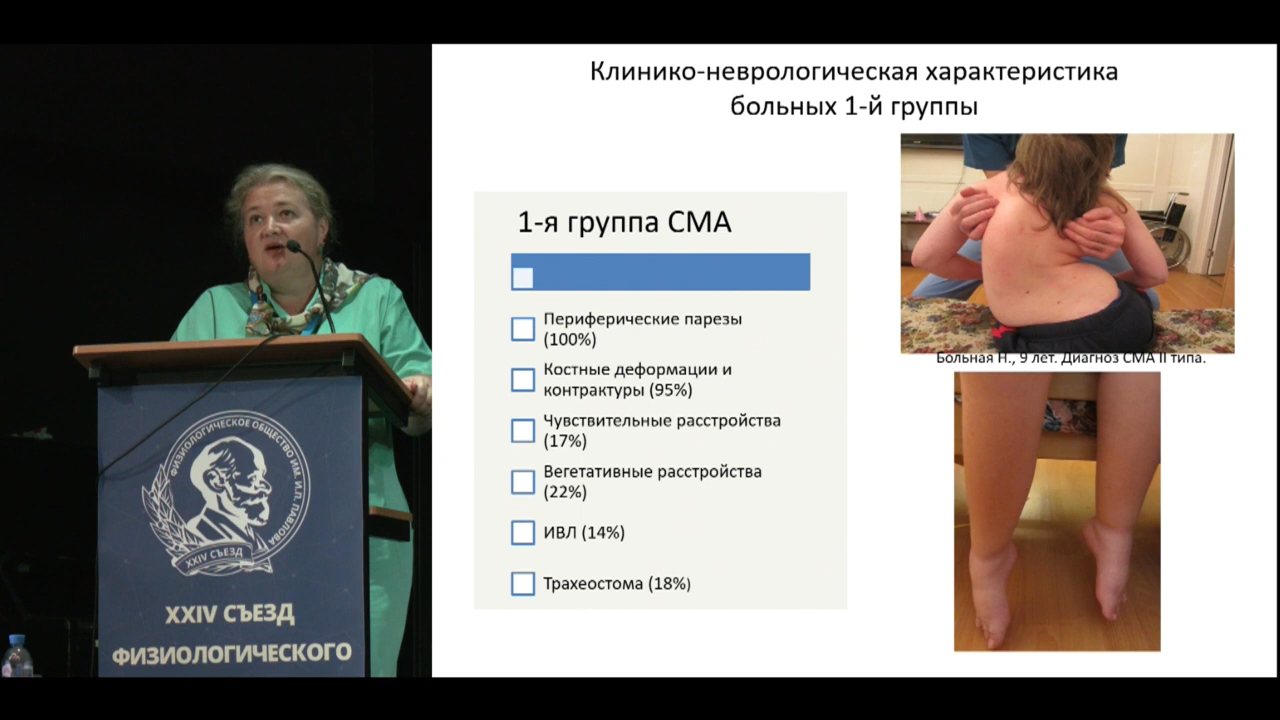 Клинико-неврологическая характеристика
больных 1-й группы
1-я группа СМА
Периферические парезы
(100%)
Костные деформации и
контрактуры (95%)
Чувствительные расстройства
(17%)
Вегетативные расстройства
(22%)
ИВЛ (14%)
Трахеостома (18%)
Больная Н., 9 лет. Диагноз СМА II типа.
ФИЗИОЛОГИЧЕСКОЕ ОБЩЕСТВО ИМ. И.П. ПАВЛОВА
XXIV СЪЕЗД
XXIV СЪЕЗД
ФИЗИОЛОГИЧЕСКОГО